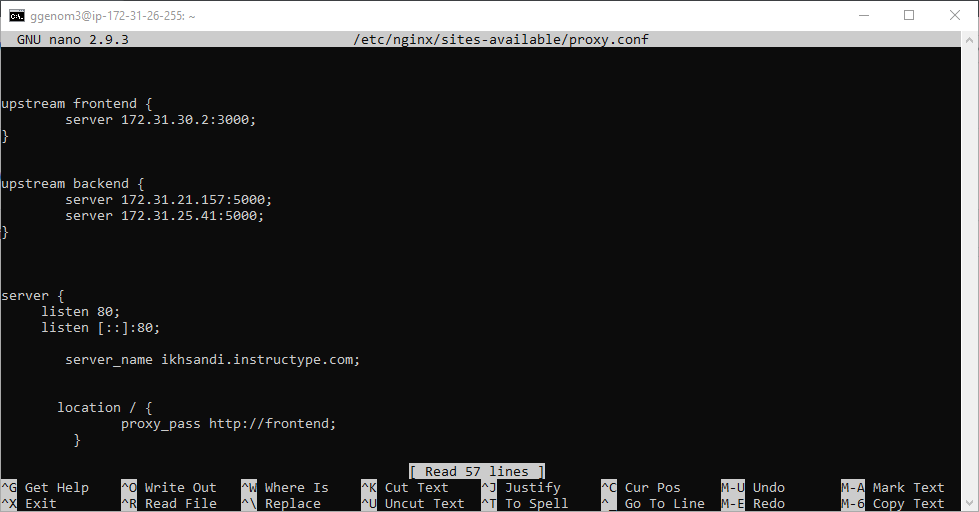 ggenom3@ip-172-31-26-255: ~
GNU nano 2.9.3 /etc/nginx/sites-available/proxy.conf
upstream frontend {
server 172.31.30.2:3000;
}
upstream backend {
server 172.31.21.157:5000;
server 172.31.25.41:5000;
}
server {
listen 80;
listen [::]:80;
server_name ikhsandi.instructype.com;
location / {
proxy_pass http://frontend;
}
[ Read 57 lines ]
^G Get Help ^O Write Out ^W Where Is ^K Cut Text ^J Justify ^C Cur Pos M-U Undo M-A Mark Text
^X Exit ^R Read File ^\ Replace ^U Uncut Text ^T To Spell ^_ Go To Line M-E Redo M-6 Copy Text